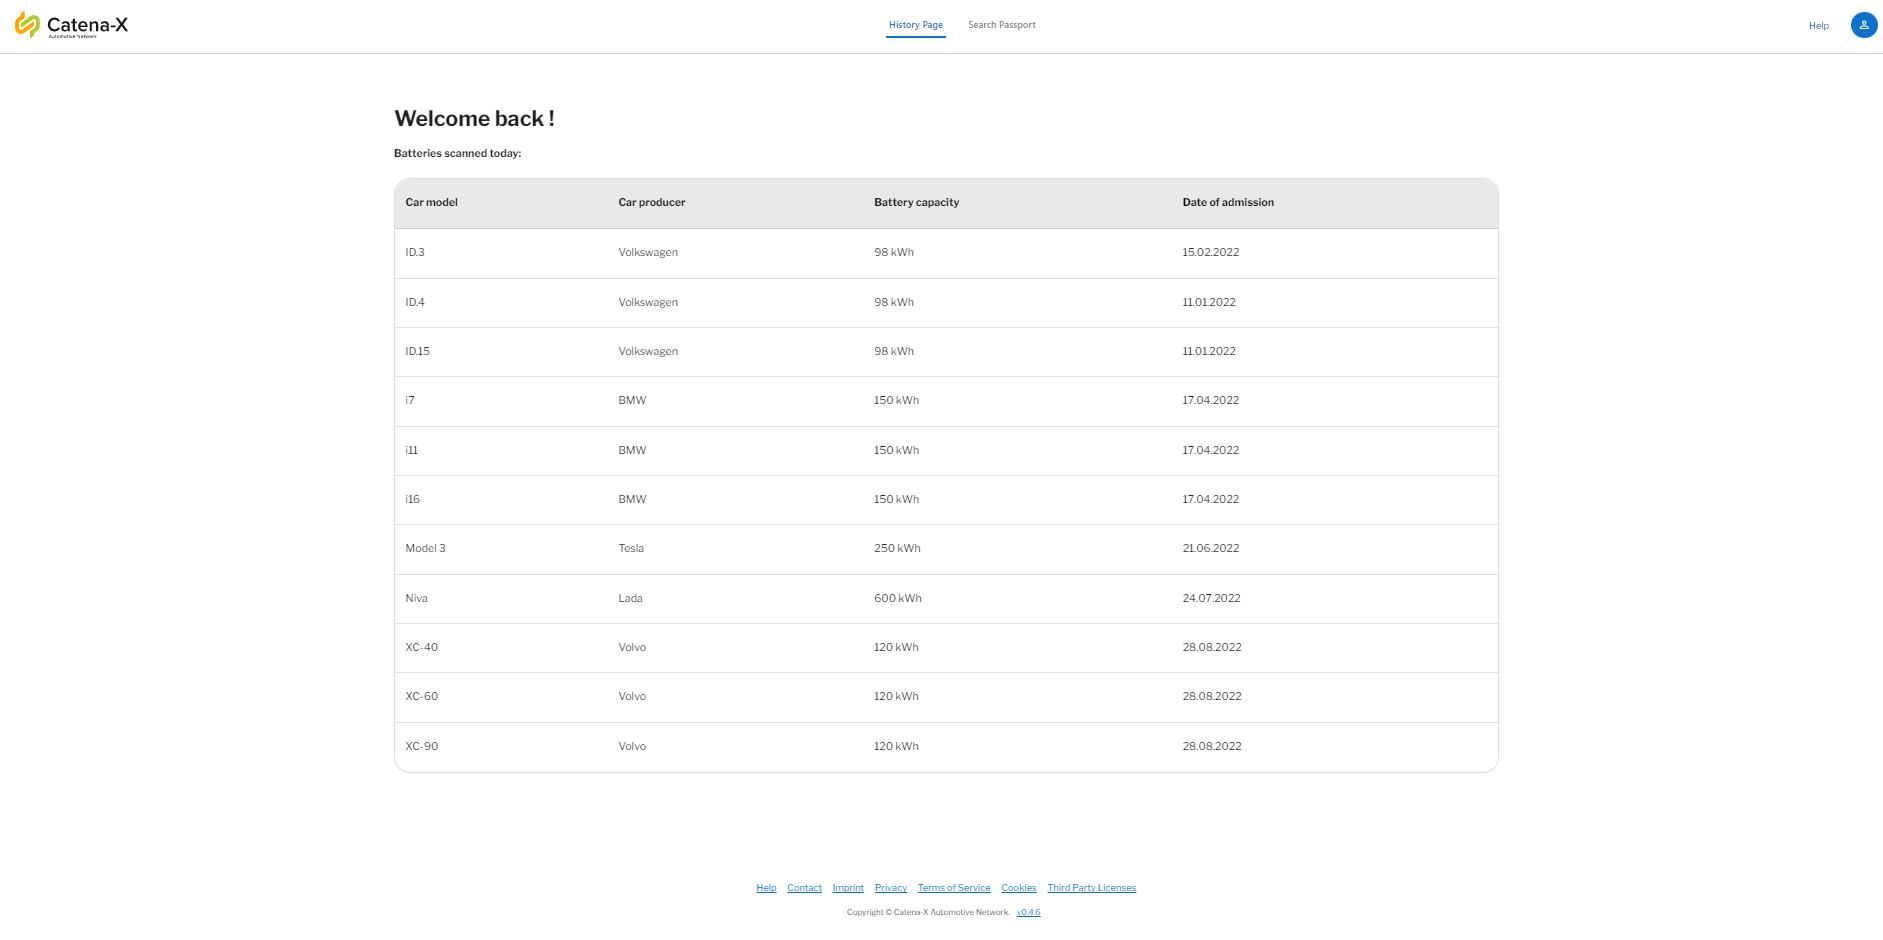 Catena-X
Automotive Network
History Page Search Passport
Help
Welcome back !
Batteries scanned today:
Car model Car producer Battery capacity Date of admission
ID.3 Volkswagen 98 kWh 15.02.2022
ID.4 Volkswagen 98 kWh 11.01.2022
ID.15 Volkswagen 98 kWh 11.01.2022
i7 BMW 150 kWh 17.04.2022
i11 BMW 150 kWh 17.04.2022
i16 BMW 150 kWh 17.04.2022
Model 3 Tesla 250 kWh 21.06.2022
Niva Lada 600 kWh 24.07.2022
XC-40 Volvo 120 kWh 28.08.2022
XC-60 Volvo 120 kWh 28.08.2022
XC-90 Volvo 120 kWh 28.08.2022
Help Contact Imprint Privacy Terms of Service Cookies Third Party Licenses
Copyright © Catena-X Automotive Network. v0.4.6